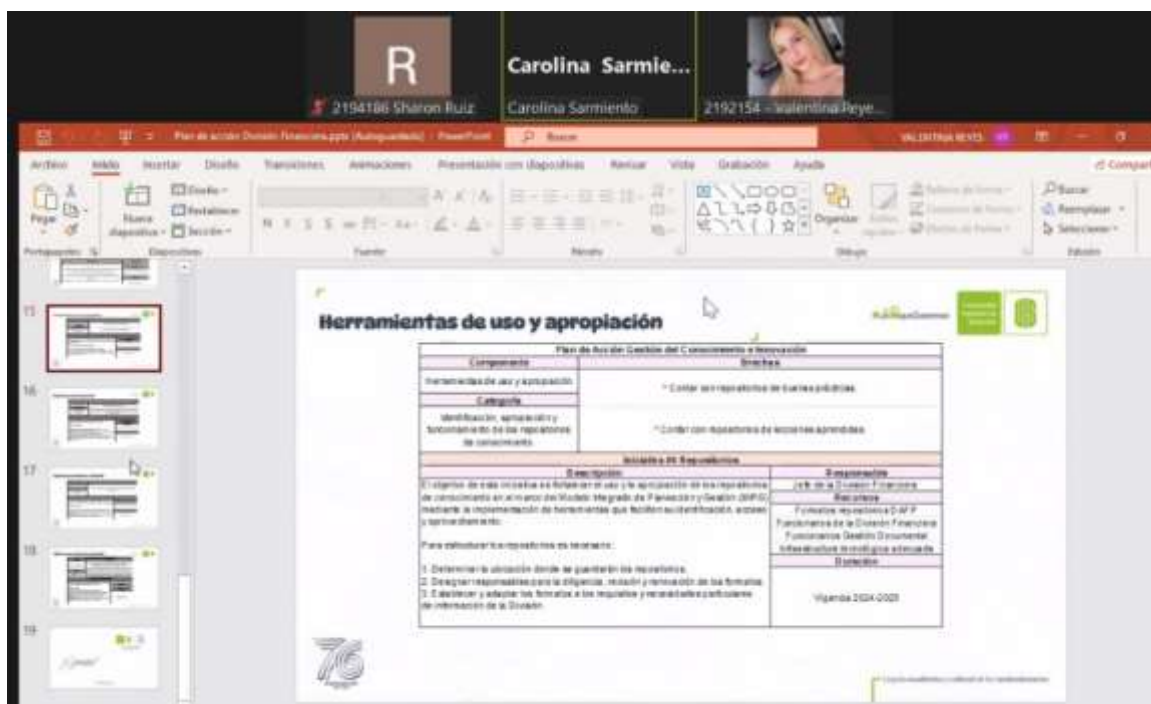 R
Carolina Sarmie...
2194186 Sharon Ruiz
Carolina Sarmiento
2192154 - Valentina Reye...
Plan de acción División Financiera.pptx (Autoguardado) - PowerPoint
Buscar
VALENTINA REYES
Archivo Inicio Insertar Diseño Transiciones Animaciones Presentación con diapositivas Revisar Vista Grabación Ayuda
Compart
Pegar
Nueva diapositiva
Diseño
Restablecer
Sección
Organizar
Buscar
Reemplazar
Seleccionar
Portapapeles
Diapositivas
Fuente
Párrafo
Dibujo
Edición
15
16
17
18
19
¡Gracias!
Herramientas de uso y apropiación
Plan de Acción Gestión del Conocimiento e Innovación
Componente
Brechas
Herramientas de uso y apropiación
* Contar con repositorios de buenas prácticas.
Categoría
Identificación, apropiación y
funcionamiento de los repositorios
de conocimiento.
* Contar con repositorios de lecciones aprendidas.
Repositorios
Descripción
Responsable
El objetivo de esta iniciativa es fortalecer el uso y la apropiación de los repositorios
de conocimiento en el marco del Modelo Integrado de Planeación y Gestión (MIPG)
mediante la implementación de herramientas que faciliten su identificación, acceso
y aprovechamiento.
Para estructurar los repositorios es necesario:
1. Determinar la ubicación donde se guardarán los repositorios.
2. Designar responsables para la diligencia, revisión y renovación de los formatos.
3. Establecer y adaptar los formatos a los requisitos y necesidades particulares
de información de la División.
Jefe de la División Financiera
Recursos
Formatos repositorios DAFP
Funcionarios de la División Financiera
Funcionarios Gestión Documental
Infraestructura tecnológica adecuada
Duración
Vigencia 2024-2025
76